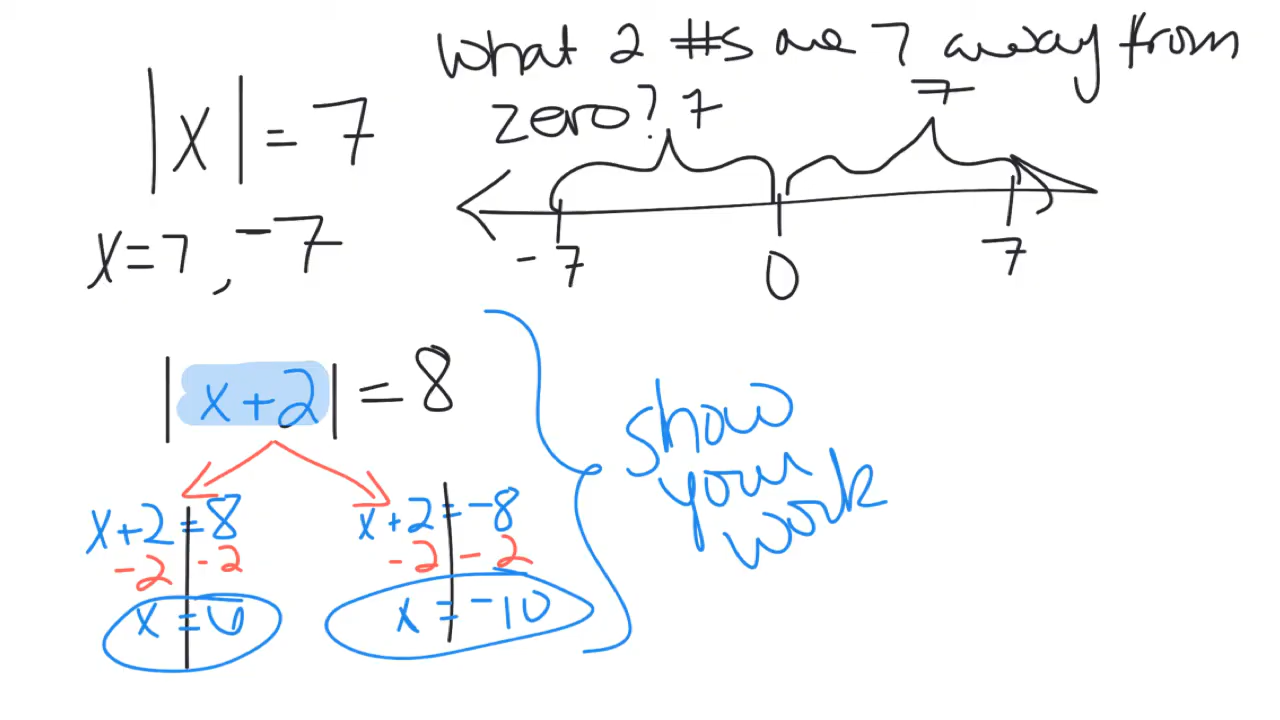 What 2 #s are 7 away from
zero?
|x| = 7
7
7
x=7, -7
-7
0
7
|x+2| = 8
show
your
work
x+2=8
-2 -2
x=6
x+2=-8
-2 -2
x=-10